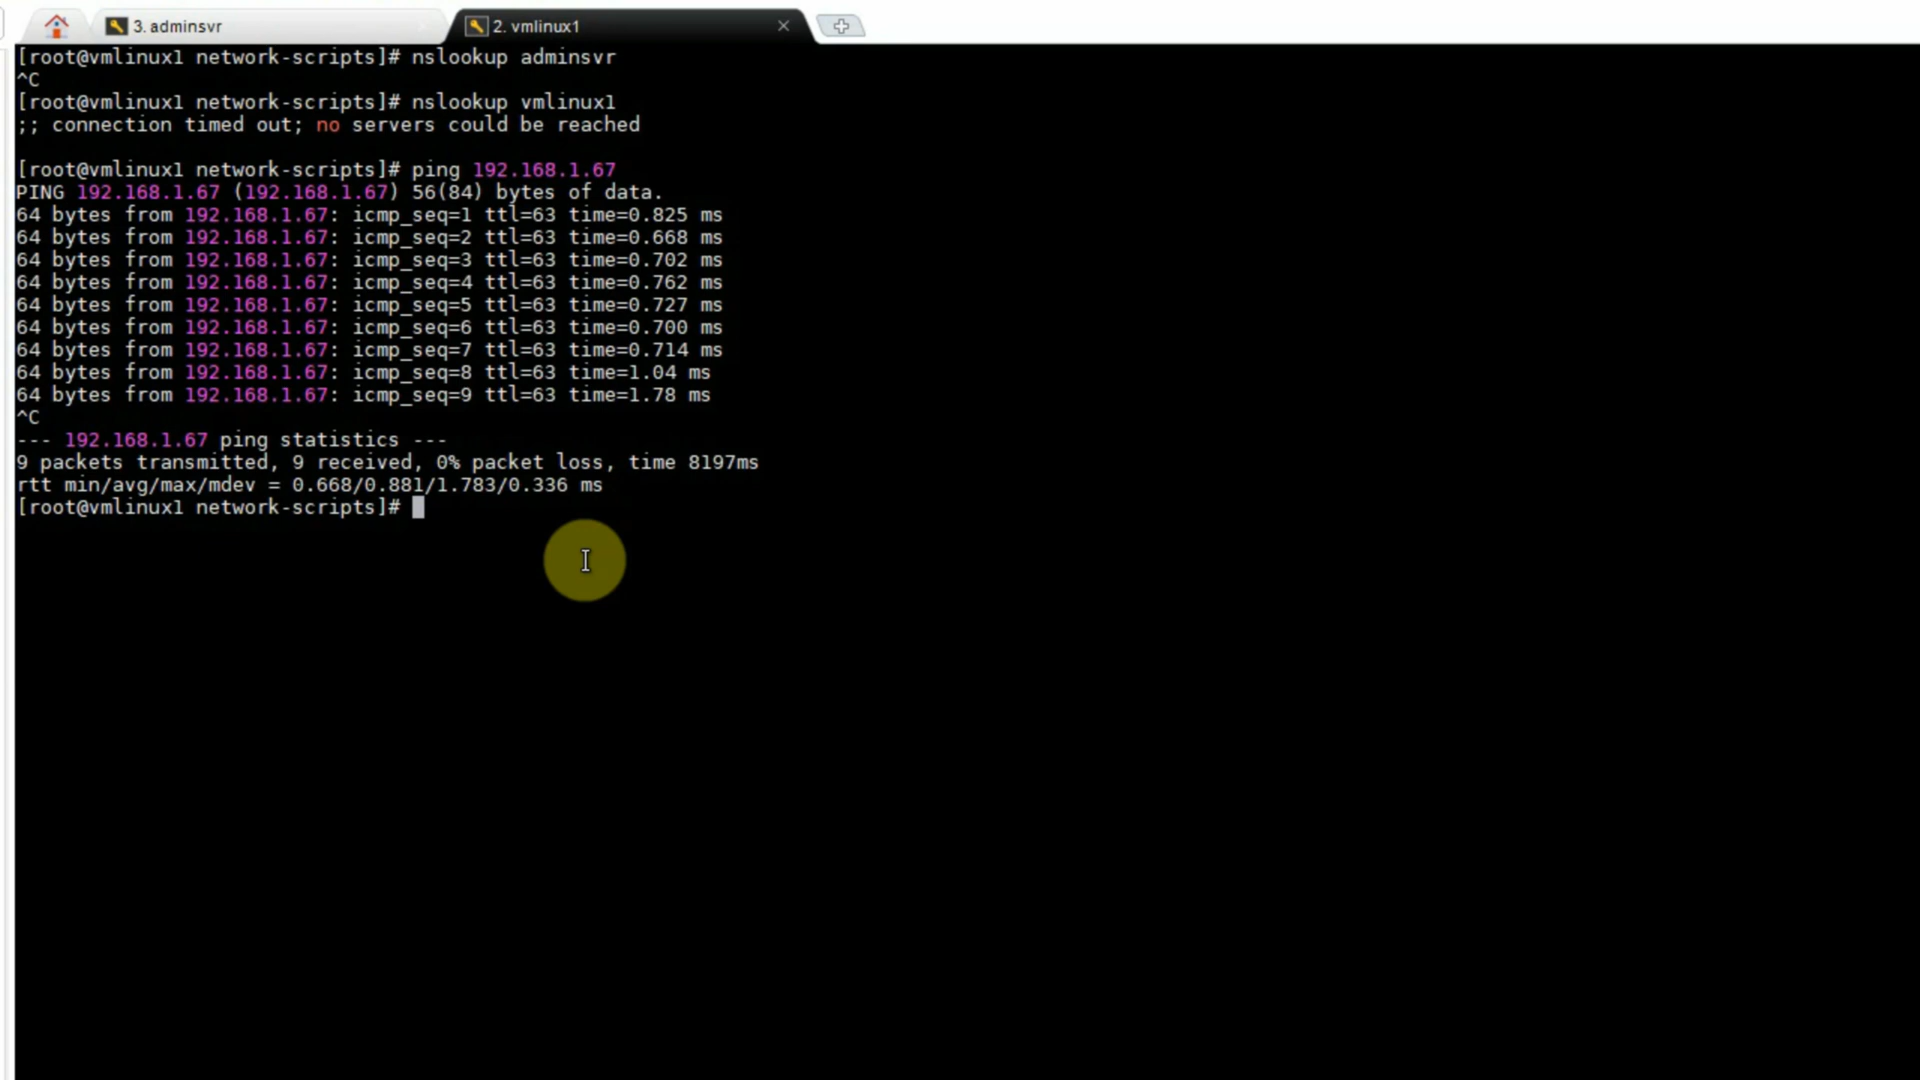 3. adminsvr
2. vmlinux1
[root@vmlinux1 network-scripts]# nslookup adminsvr
^C
[root@vmlinux1 network-scripts]# nslookup vmlinux1
;; connection timed out; no servers could be reached
[root@vmlinux1 network-scripts]# ping 192.168.1.67
PING 192.168.1.67 (192.168.1.67) 56(84) bytes of data.
64 bytes from 192.168.1.67: icmp_seq=1 ttl=63 time=0.825 ms
64 bytes from 192.168.1.67: icmp_seq=2 ttl=63 time=0.668 ms
64 bytes from 192.168.1.67: icmp_seq=3 ttl=63 time=0.702 ms
64 bytes from 192.168.1.67: icmp_seq=4 ttl=63 time=0.762 ms
64 bytes from 192.168.1.67: icmp_seq=5 ttl=63 time=0.727 ms
64 bytes from 192.168.1.67: icmp_seq=6 ttl=63 time=0.700 ms
64 bytes from 192.168.1.67: icmp_seq=7 ttl=63 time=0.714 ms
64 bytes from 192.168.1.67: icmp_seq=8 ttl=63 time=1.04 ms
64 bytes from 192.168.1.67: icmp_seq=9 ttl=63 time=1.78 ms
^C
--- 192.168.1.67 ping statistics ---
9 packets transmitted, 9 received, 0% packet loss, time 8197ms
rtt min/avg/max/mdev = 0.668/0.881/1.783/0.336 ms
[root@vmlinux1 network-scripts]#